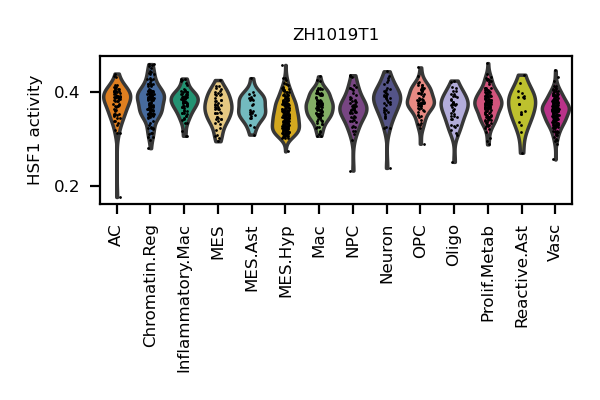 ZH1019T1
HSF1 activity
0.4
0.2
AC
Chromatin.Reg
Inflammatory.Mac
MES
MES.Ast
MES.Hyp
Mac
NPC
Neuron
OPC
Oligo
Prolif.Metab
Reactive.Ast
Vasc